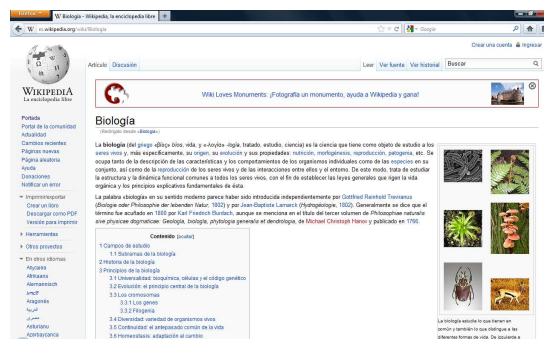 Biología - Wikipedia, la enciclopedia libre
es.wikipedia.org/wiki/Biología
Google
Crear una cuenta Ingresar
Artículo Discusión
Leer Ver fuente Ver historial
Buscar
WIKIPEDIA
La enciclopedia libre
Wiki Loves Monuments: ¡Fotografía un monumento, ayuda a Wikipedia y gana!
Portada
Portal de la comunidad
Actualidad
Cambios recientes
Páginas nuevas
Página aleatoria
Ayuda
Donaciones
Notificar un error
Imprimir/exportar
Crear un libro
Descargar como PDF
Versión para imprimir
Herramientas
Otros proyectos
En otros idiomas
Afrikaans
Alemannisch
አማርኛ
Aragonés
العربية
مصرى
Asturianu
Azərbaycanca
Biología
(Redirigido desde «Biologia»)
La biología (del griego «βίος» bios, vida, y «-λογία» -logía, tratado, estudio, ciencia) es la ciencia que tiene como objeto de estudio a los
seres vivos y, más específicamente, su origen, su evolución y sus propiedades: nutrición, morfogénesis, reproducción, patogenia, etc. Se
ocupa tanto de la descripción de las características y los comportamientos de los organismos individuales como de las especies en su
conjunto, así como de la reproducción de los seres vivos y de las interacciones entre ellos y el entorno. De este modo, trata de estudiar
la estructura y la dinámica funcional comunes a todos los seres vivos, con el fin de establecer las leyes generales que rigen la vida
orgánica y los principios explicativos fundamentales de ésta.
La palabra «biología» en su sentido moderno parece haber sido introducida independientemente por Gottfried Reinhold Treviranus
(Biologie oder Philosophie der lebenden Natur, 1802) y por Jean-Baptiste Lamarck (Hydrogéologie, 1802). Generalmente se dice que el
término fue acuñado en 1800 por Karl Friedrich Burdach, aunque se menciona en el título del tercer volumen de Philosophiae naturalis
sive physicae dogmaticae: Geologia, biologia, phytologia generalis et dendrologia, de Michael Christoph Hanov y publicado en 1766.
Contenido [ocultar]
1 Campos de estudio
1.1 Subramas de la biología
2 Historia de la biología
3 Principios de la biología
3.1 Universalidad: bioquímica, células y el código genético
3.2 Evolución: el principio central de la biología
3.3 Los cromosomas
3.3.1 Los genes
3.3.2 Filogenia
3.4 Diversidad: variedad de organismos vivos
3.5 Continuidad: el antepasado común de la vida
3.6 Homeostasis: adaptación al cambio
La biología estudia lo que tienen en
común y también lo que distingue a las
diferentes formas de vida. De izquierda a